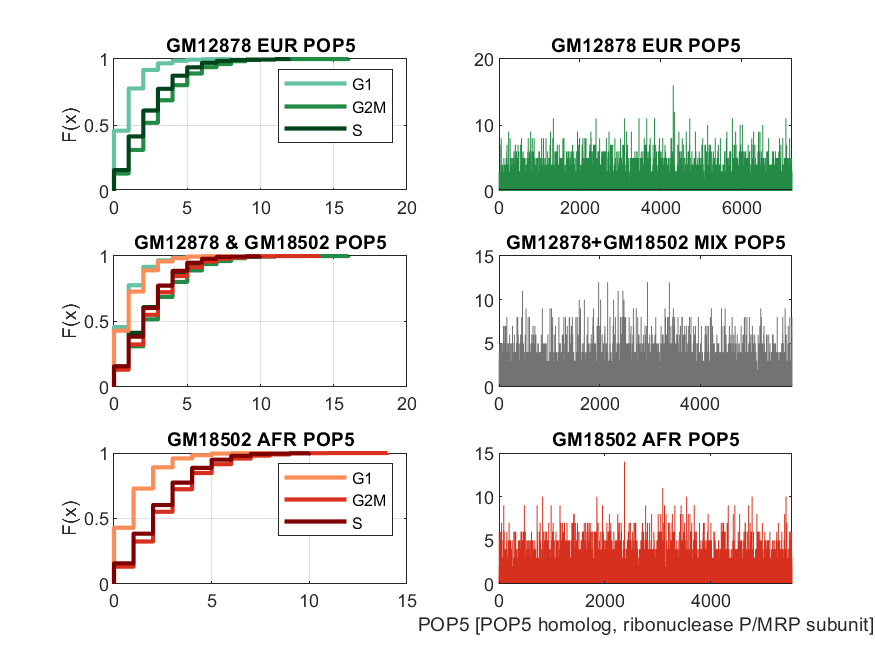 GM12878 EUR POP5
1
0.5
0
F(x)
G1
G2M
S
0 5 10 15 20
GM12878 EUR POP5
20
10
0
0 2000 4000 6000
GM12878 & GM18502 POP5
1
0.5
0
F(x)
0 5 10 15 20
GM12878+GM18502 MIX POP5
15
10
5
0
0 2000 4000
GM18502 AFR POP5
1
0.5
0
F(x)
G1
G2M
S
0 5 10 15
GM18502 AFR POP5
15
10
5
0
0 2000 4000
POP5 [POP5 homolog, ribonuclease P/MRP subunit]